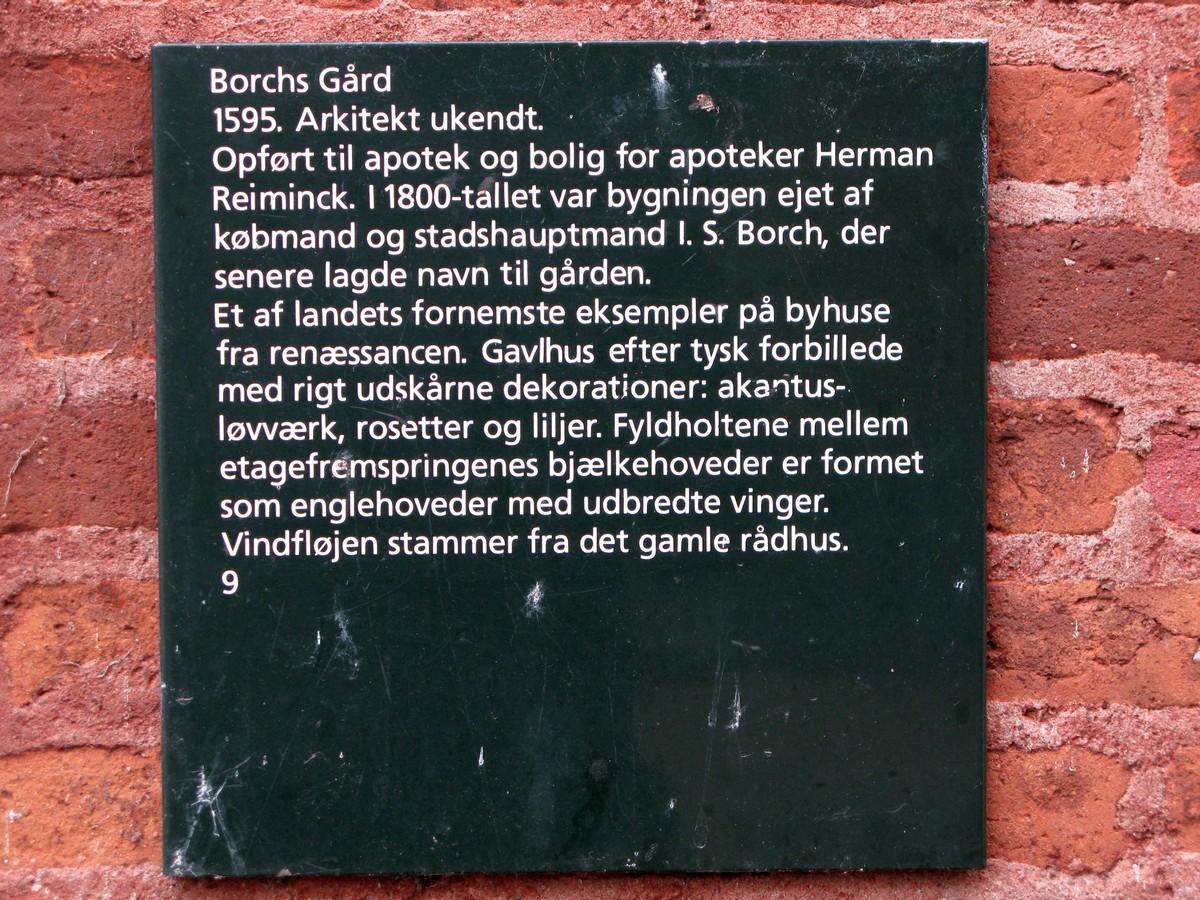 Borchs Gård
1595. Arkitekt ukendt.
Opført til apotek og bolig for apoteker Herman
Reiminck. I 1800-tallet var bygningen ejet af
købmand og stadshauptmand I. S. Borch, der
senere lagde navn til gården.
Et af landets fornemste eksempler på byhuse
fra renæssancen. Gavlhus efter tysk forbillede
med rigt udskårne dekorationer: akantus-
løvværk, rosetter og liljer. Fyldholtene mellem
etagefremspringenes bjælkehoveder er formet
som englehoveder med udbredte vinger.
Vindfløjen stammer fra det gamle rådhus.
9